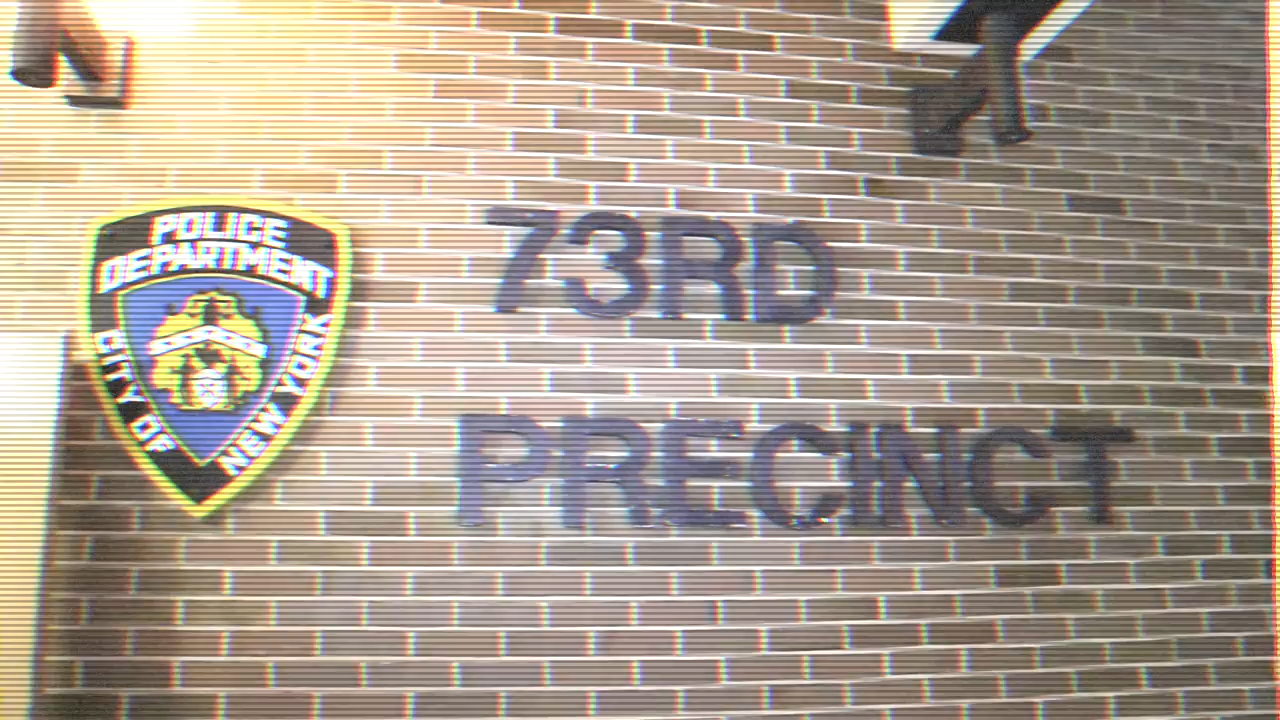 POLICE
DEPARTMENT
CITY OF
NEW YORK
73RD
PRECINCT